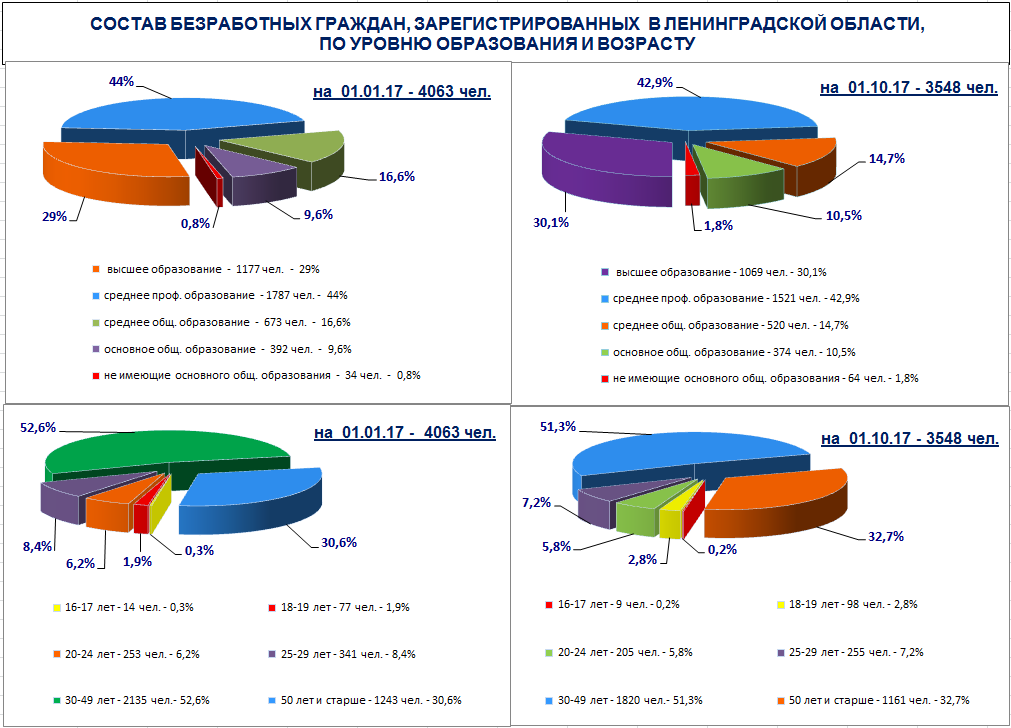 СОСТАВ БЕЗРАБОТНЫХ ГРАЖДАН, ЗАРЕГИСТРИРОВАННЫХ В ЛЕНИНГРАДСКОЙ ОБЛАСТИ,
ПО УРОВНЮ ОБРАЗОВАНИЯ И ВОЗРАСТУ
на 01.01.17 - 4063 чел.
44%
16,6%
9,6%
0,8%
29%
высшее образование - 1177 чел. - 29%
среднее проф. образование - 1787 чел. - 44%
среднее общ. образование - 673 чел. - 16,6%
основное общ. образование - 392 чел. - 9,6%
не имеющие основного общ. образования - 34 чел. - 0,8%
на 01.10.17 - 3548 чел.
42,9%
14,7%
10,5%
1,8%
30,1%
высшее образование - 1069 чел. - 30,1%
среднее проф. образование - 1521 чел. - 42,9%
среднее общ. образование - 520 чел. - 14,7%
основное общ. образование - 374 чел. - 10,5%
не имеющие основного общ. образования - 64 чел. - 1,8%
на 01.01.17 - 4063 чел.
52,6%
30,6%
0,3%
1,9%
6,2%
8,4%
16-17 лет - 14 чел. - 0,3%
18-19 лет - 77 чел. - 1,9%
20-24 лет - 253 чел. - 6,2%
25-29 лет - 341 чел. - 8,4%
30-49 лет - 2135 чел. - 52,6%
50 лет и старше - 1243 чел. - 30,6%
на 01.10.17 - 3548 чел.
51,3%
32,7%
0,2%
2,8%
5,8%
7,2%
16-17 лет - 9 чел. - 0,2%
18-19 лет - 98 чел. - 2,8%
20-24 лет - 205 чел. - 5,8%
25-29 лет - 255 чел. - 7,2%
30-49 лет - 1820 чел. - 51,3%
50 лет и старше - 1161 чел. - 32,7%